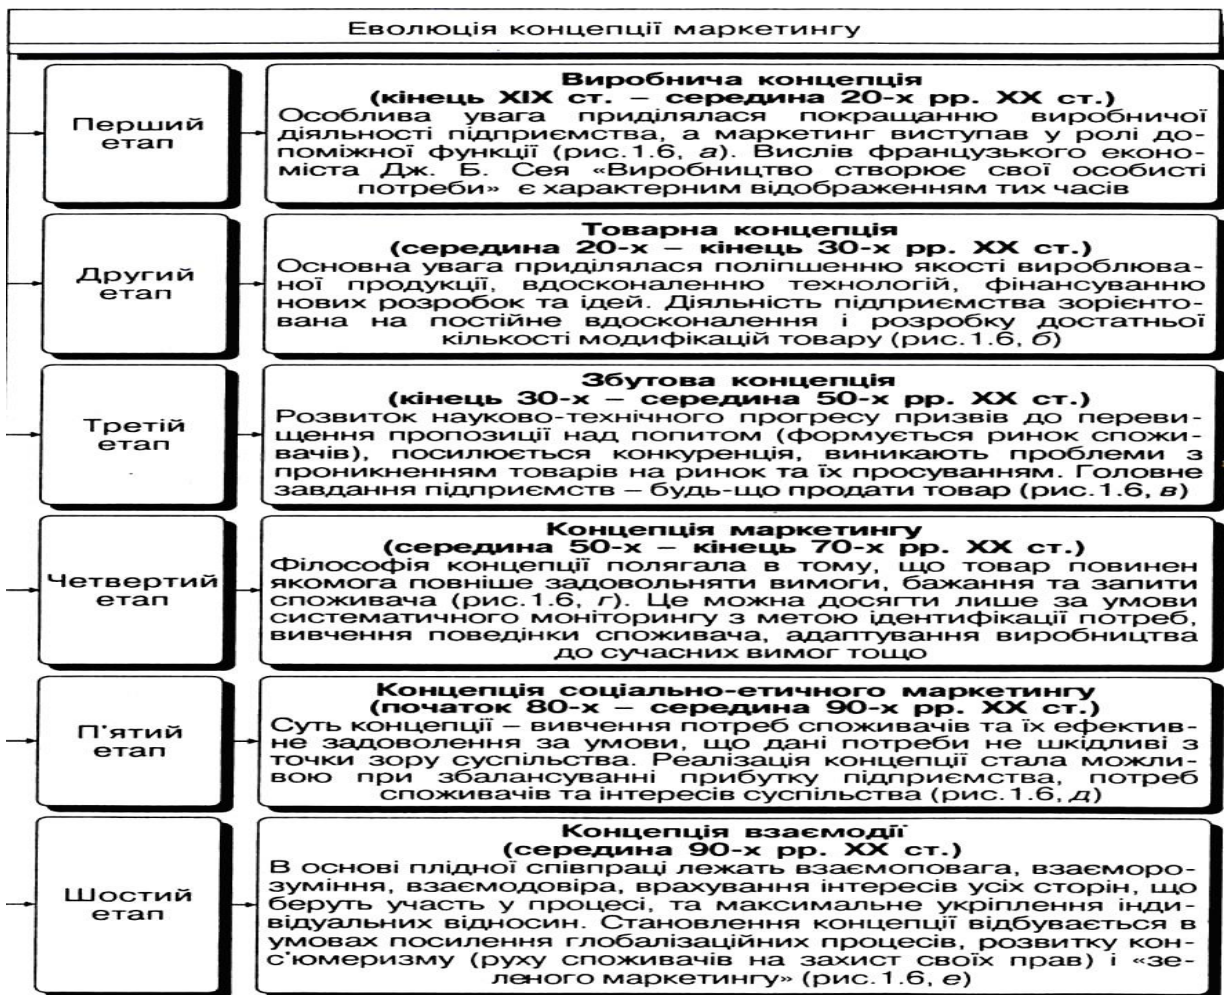 Еволюція концепції маркетингу
Перший
етап
Виробнича концепція
(кінець XIX ст. – середина 20-х рр. XX ст.)
Особлива увага приділялася покращанню виробничої
діяльності підприємства, а маркетинг виступав у ролі до-
поміжної функції (рис.1.6, а). Вислів французького еконо-
міста Дж. Б. Сея «Виробництво створює свої особисті
потреби» є характерним відображенням тих часів
Другий
етап
Товарна концепція
(середина 20-х – кінець 30-х рр. XX ст.)
Основна увага приділялася поліпшенню якості вироблюва-
ної продукції, вдосконаленню технологій, фінансуванню
нових розробок та ідей. Діяльність підприємства зорієнто-
вана на постійне вдосконалення і розробку достатньої
кількості модифікацій товару (рис.1.6, б)
Третій
етап
Збутова концепція
(кінець 30-х – середина 50-х рр. XX ст.)
Розвиток науково-технічного прогресу призвів до переви-
щення пропозиції над попитом (формується ринок спожи-
вачів), посилюється конкуренція, виникають проблеми з
проникненням товарів на ринок та їх просуванням. Головне
завдання підприємств – будь-що продати товар (рис.1.6, в)
Четвертий
етап
Концепція маркетингу
(середина 50-х – кінець 70-х рр. XX ст.)
Філософія концепції полягала в тому, що товар повинен
якомога повніше задовольняти вимоги, бажання та запити
споживача (рис.1.6, г). Це можна досягти лише за умови
систематичного моніторингу з метою ідентифікації потреб,
вивчення поведінки споживача, адаптування виробництва
до сучасних вимог тощо
П'ятий
етап
Концепція соціально-етичного маркетингу
(початок 80-х – середина 90-х рр. XX ст.)
Суть концепції – вивчення потреб споживачів та їх ефектив-
не задоволення за умови, що дані потреби не шкідливі з
точки зору суспільства. Реалізація концепції стала можли-
вою при збалансуванні прибутку підприємства, потреб
споживачів та інтересів суспільства (рис.1.6, д)
Шостий
етап
Концепція взаємодії
(середина 90-х рр. XX ст.)
В основі плідної співпраці лежать взаємоповага, взаєморо-
зуміння, взаємодовіра, врахування інтересів усіх сторін, що
беруть участь у процесі, та максимальне укріплення інди-
відуальних відносин. Становлення концепції відбувається в
умовах посилення глобалізаційних процесів, розвитку кон-
с'юмеризму (руху споживачів на захист своїх прав) і «зе-
леного маркетингу» (рис.1.6, е)